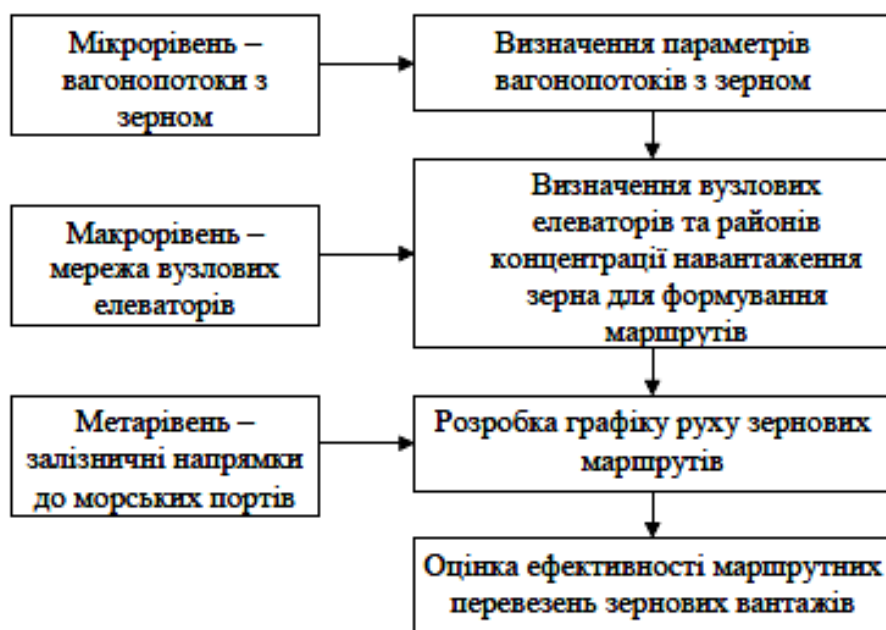 Мікрорівень –
вагонопотоки з
зерном
Визначення параметрів
вагонопотоків з зерном
Макрорівень –
мережа вузлових
елеваторів
Визначення вузлових
елеваторів та районів
концентрації навантаження
зерна для формування
маршрутів
Метарівень –
залізничні напрямки
до морських портів
Розробка графіку руху зернових
маршрутів
Оцінка ефективності маршрутних
перевезень зернових вантажів